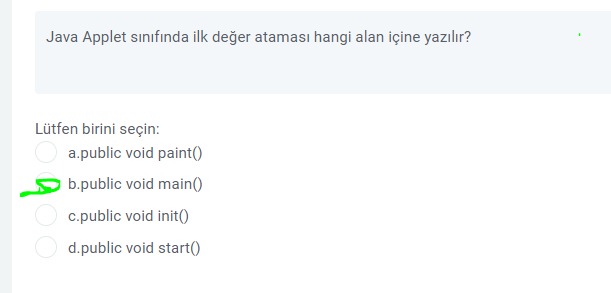 Java Applet sınıfında ilk değer ataması hangi alan içine yazılır?
Lütfen birini seçin:
a.public void paint()
b.public void main()
c.public void init()
d.public void start()